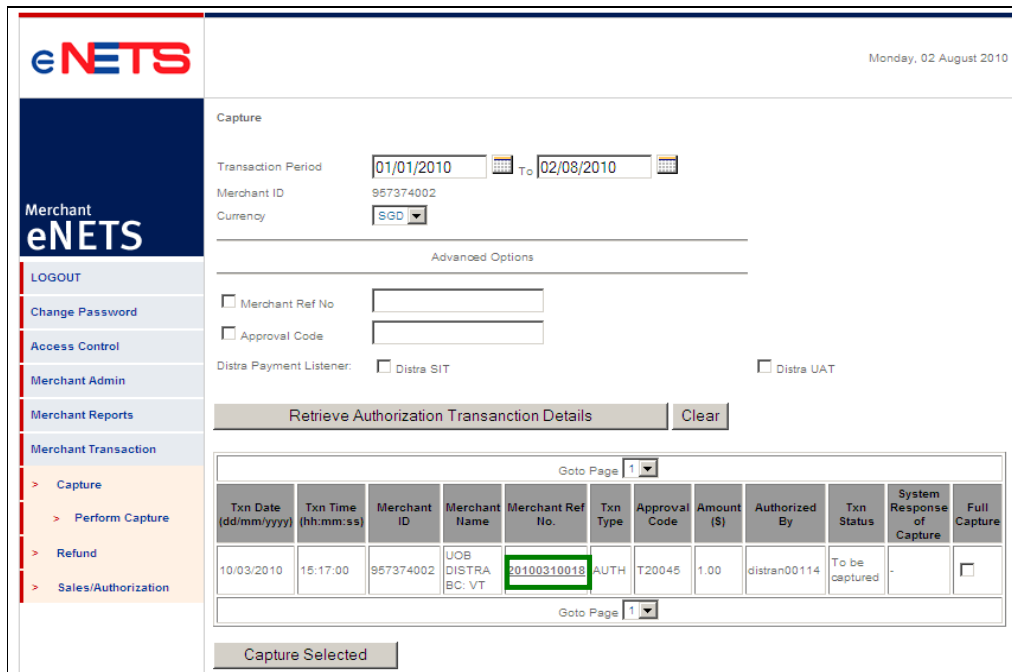 eNETS
Monday, 02 August 2010
Merchant
eNETS
LOGOUT
Change Password
Access Control
Merchant Admin
Merchant Reports
Merchant Transaction
> Capture
> Perform Capture
> Refund
> Sales/Authorization
Capture
Transaction Period 01/01/2010 To 02/08/2010
Merchant ID 957374002
Currency SGD
Advanced Options
Merchant Ref No
Approval Code
Distra Payment Listener: Distra SIT Distra UAT
Retrieve Authorization Transanction Details Clear
Goto Page 1
Txn Date (dd/mm/yyyy) Txn Time (hh:mm:ss) Merchant ID Merchant Name Merchant Ref No. Txn Type Approval Code Amount ($) Authorized By Txn Status System Response of Capture Full Capture
10/03/2010 15:17:00 957374002 UOB DISTRA BC: VT 20100310018 AUTH T20045 1.00 distran00114 To be captured -
Goto Page 1
Capture Selected